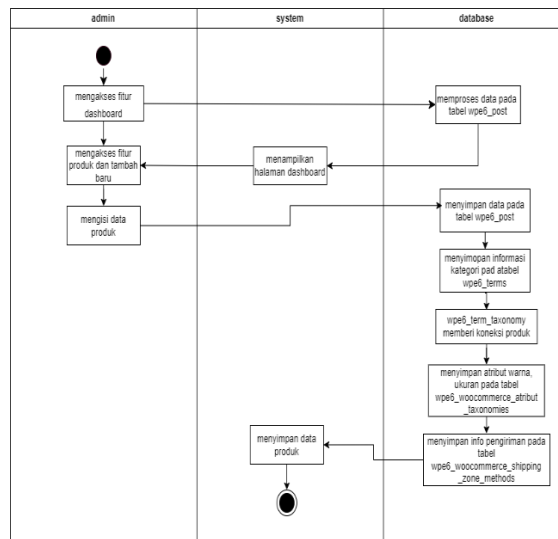 admin
system
database
mengakses fitur
dashboard
memproses data pada
tabel wpe6_post
mengakses fitur
produk dan tambah
baru
menampilkan
halaman dashboard
mengisi data
produk
menyimpan data pada
tabel wpe6_post
menyimopan informasi
kategori pad atabel
wpe6_terms
wpe6_term_taxonomy
memberi koneksi produk
menyimpan atribut warna,
ukuran pada tabel
wpe6_woocommerce_atribut
_taxonomies
menyimpan data
produk
menyimpan info pengiriman pada
tabel
wpe6_woocommerce_shipping
_zone_methods